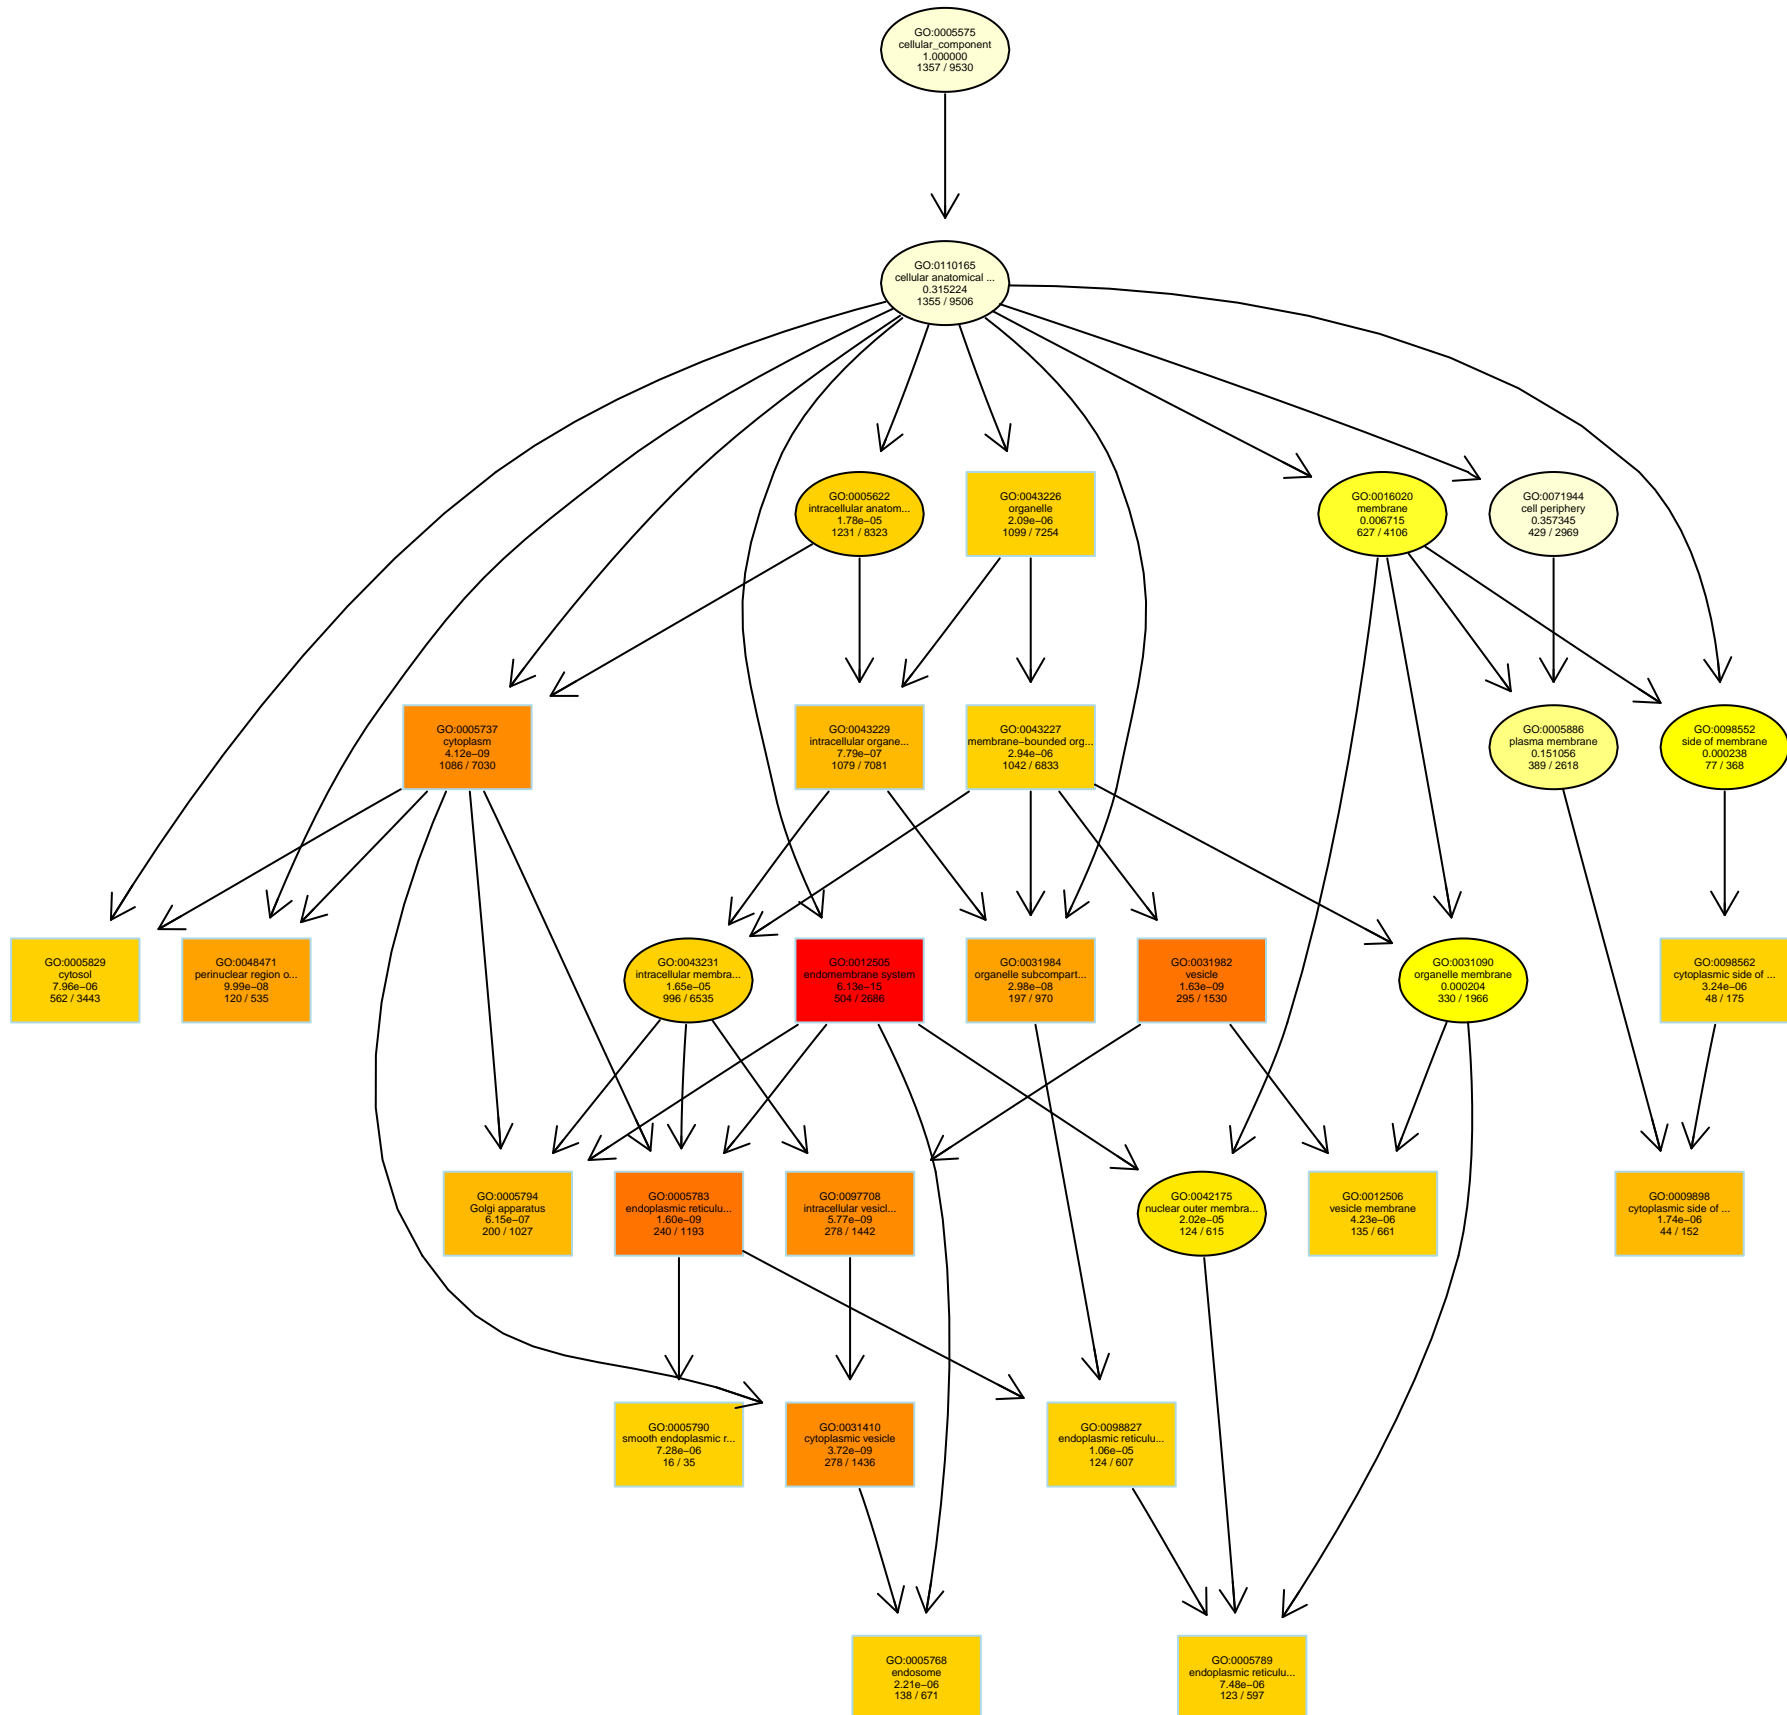 GO:0005575
cellular_component
1.000000
1357 / 9530
GO:0110165
cellular anatomical ...
0.315224
1355 / 9506
GO:0005622
intracellular anatom...
1.78e−05
1231 / 8323
GO:0043226
organelle
2.09e−06
1099 / 7254
GO:0016020
membrane
0.006715
627 / 4106
GO:0071944
cell periphery
0.357345
429 / 2969
GO:0005737
cytoplasm
4.12e−09
1086 / 7030
GO:0043229
intracellular organe...
7.79e−07
1079 / 7081
GO:0043227
membrane−bounded org...
2.94e−06
1042 / 6833
GO:0005886
plasma membrane
0.151056
389 / 2618
GO:0098552
side of membrane
0.000238
77 / 368
GO:0005829
cytosol
7.96e−06
562 / 3443
GO:0048471
perinuclear region o...
9.99e−08
120 / 535
GO:0043231
intracellular membra...
1.65e−05
996 / 6535
GO:0012505
endomembrane system
6.13e−15
504 / 2686
GO:0031984
organelle subcompart...
2.98e−08
197 / 970
GO:0031982
vesicle
1.63e−09
295 / 1530
GO:0031090
organelle membrane
0.000204
330 / 1966
GO:0098562
cytoplasmic side of ...
3.24e−06
48 / 175
GO:0005794
Golgi apparatus
6.15e−07
200 / 1027
GO:0005783
endoplasmic reticulu...
1.60e−09
240 / 1193
GO:0097708
intracellular vesicl...
5.77e−09
278 / 1442
GO:0042175
nuclear outer membra...
2.02e−05
124 / 615
GO:0012506
vesicle membrane
4.23e−06
135 / 661
GO:0009898
cytoplasmic side of ...
1.74e−06
44 / 152
GO:0005790
smooth endoplasmic r...
7.28e−06
16 / 35
GO:0031410
cytoplasmic vesicle
3.72e−09
278 / 1436
GO:0098827
endoplasmic reticulu...
1.06e−05
124 / 607
GO:0005768
endosome
2.21e−06
138 / 671
GO:0005789
endoplasmic reticulu...
7.48e−06
123 / 597